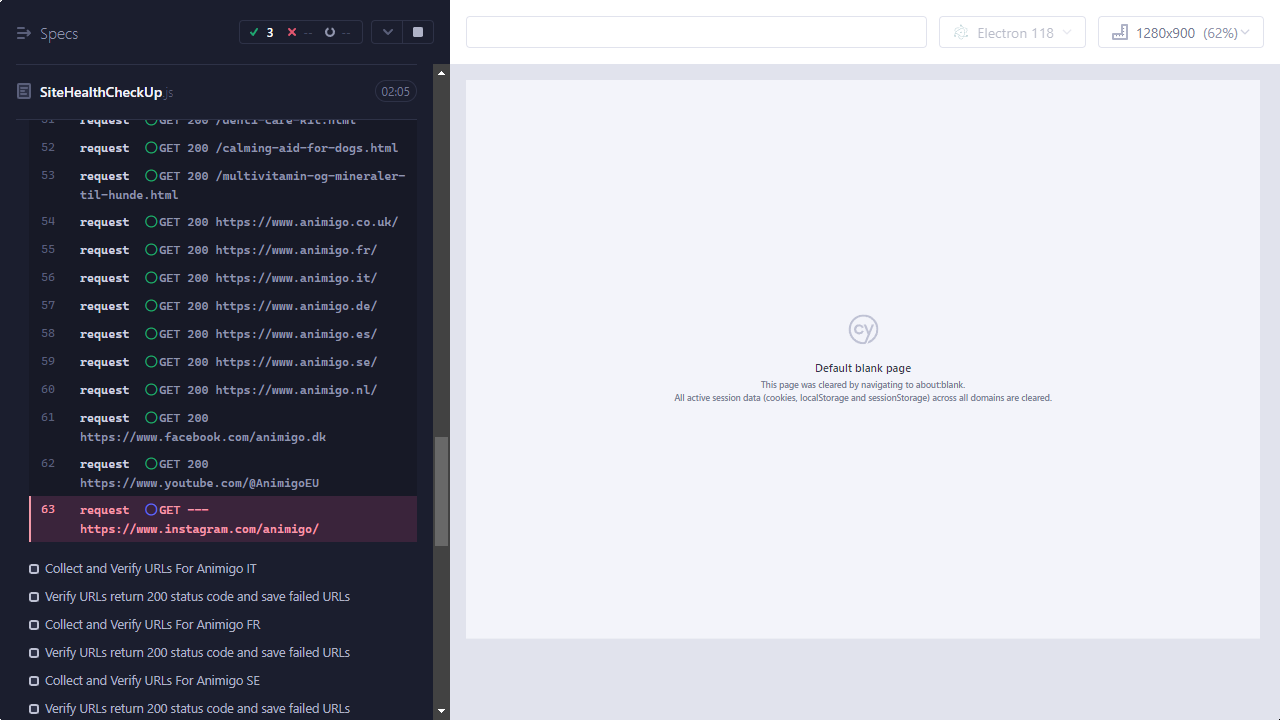 Specs
3
--
--
Electron 118
1280x900 (62%)
SiteHealthCheckUp.js
02:05
51 request GET 200 /denti-care-kit.html
52 request GET 200 /calming-aid-for-dogs.html
53 request GET 200 /multivitamin-og-mineraler-
til-hunde.html
54 request GET 200 https://www.animigo.co.uk/
55 request GET 200 https://www.animigo.fr/
56 request GET 200 https://www.animigo.it/
57 request GET 200 https://www.animigo.de/
58 request GET 200 https://www.animigo.es/
59 request GET 200 https://www.animigo.se/
60 request GET 200 https://www.animigo.nl/
61 request GET 200
https://www.facebook.com/animigo.dk
62 request GET 200
https://www.youtube.com/@AnimigoEU
63 request GET ---
https://www.instagram.com/animigo/
Collect and Verify URLs For Animigo IT
Verify URLs return 200 status code and save failed URLs
Collect and Verify URLs For Animigo FR
Verify URLs return 200 status code and save failed URLs
Collect and Verify URLs For Animigo SE
Verify URLs return 200 status code and save failed URLs
cy
Default blank page
This page was cleared by navigating to about:blank.
All active session data (cookies, localStorage and sessionStorage) across all domains are cleared.